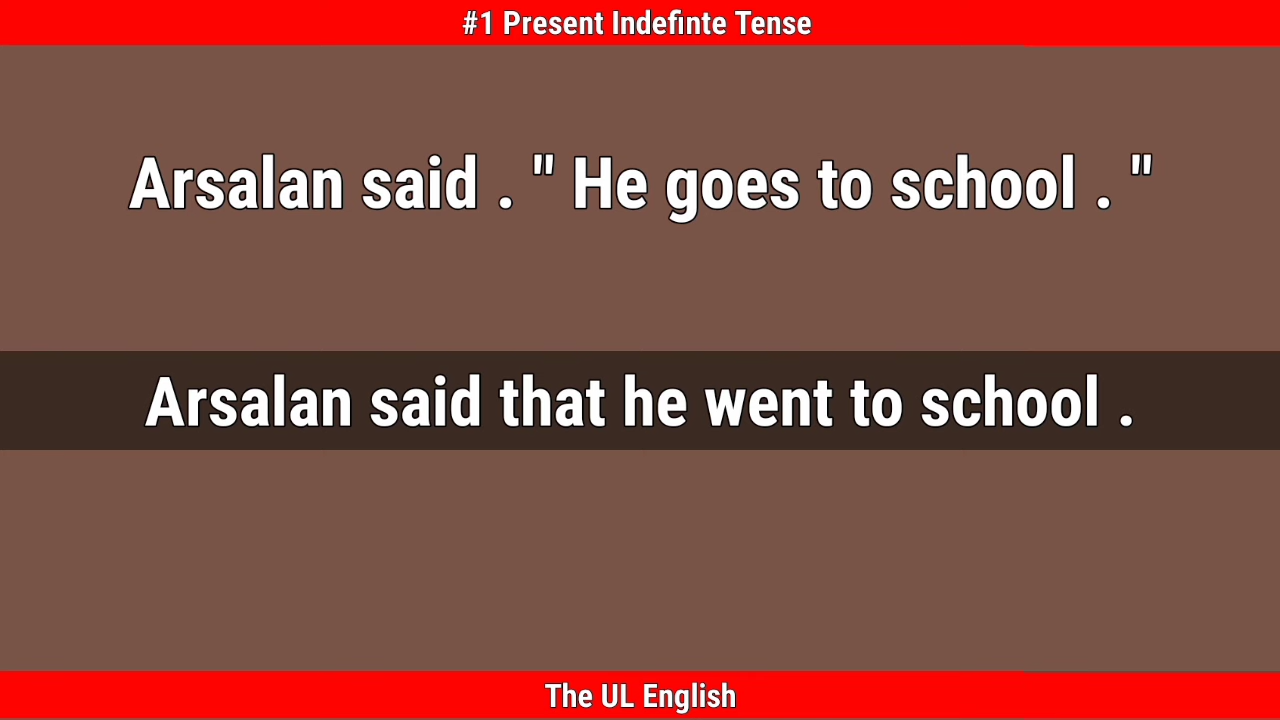 #1 Present Indefinte Tense
Arsalan said . " He goes to school . "
Arsalan said that he went to school .
The UL English